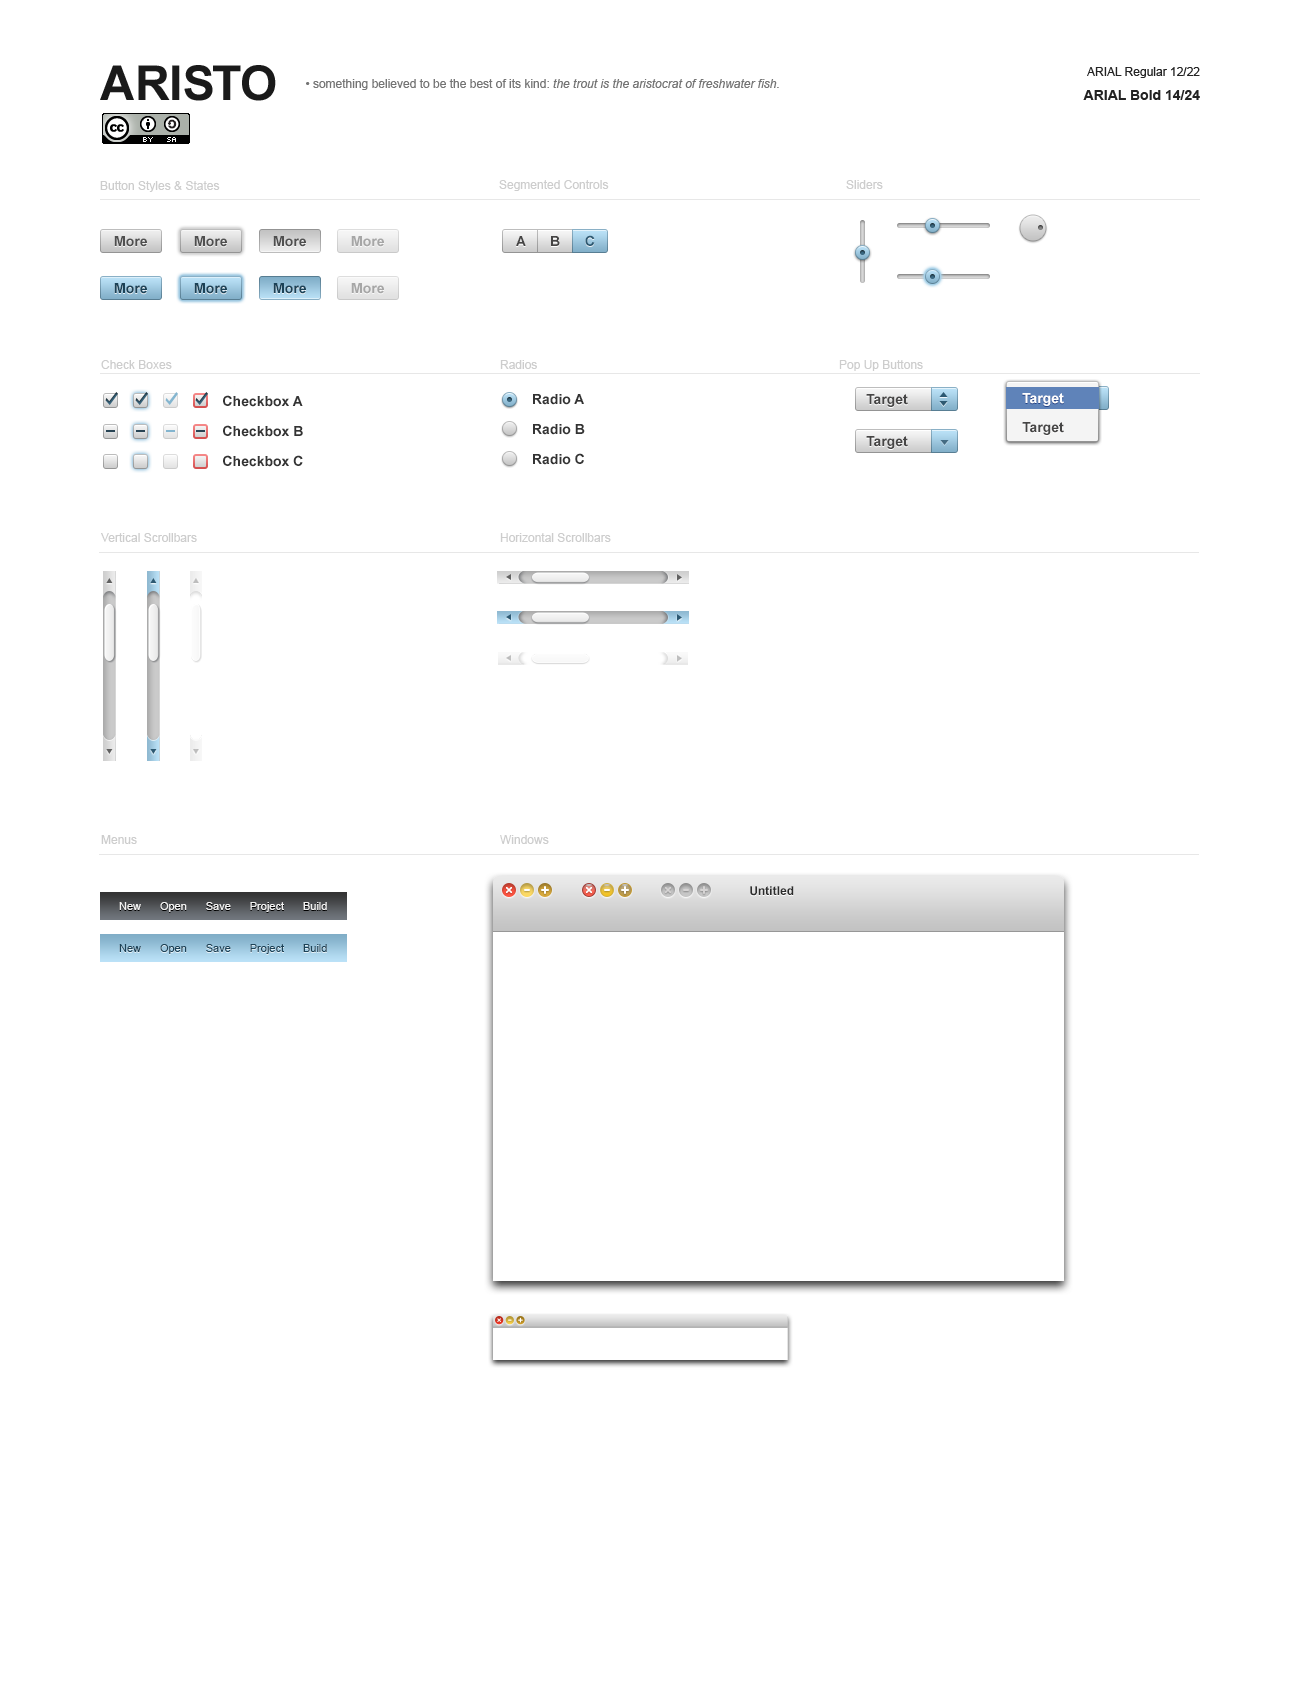 ARISTO
• something believed to be the best of its kind: the trout is the aristocrat of freshwater fish.
ARIAL Regular 12/22
ARIAL Bold 14/24
cc BY SA
Button Styles & States
Segmented Controls
Sliders
More More More More
A B C
More More More More
Check Boxes
Radios
Pop Up Buttons
Checkbox A
Checkbox B
Checkbox C
Radio A
Radio B
Radio C
Target
Target
Target
Target
Vertical Scrollbars
Horizontal Scrollbars
Menus
Windows
New Open Save Project Build
New Open Save Project Build
Untitled